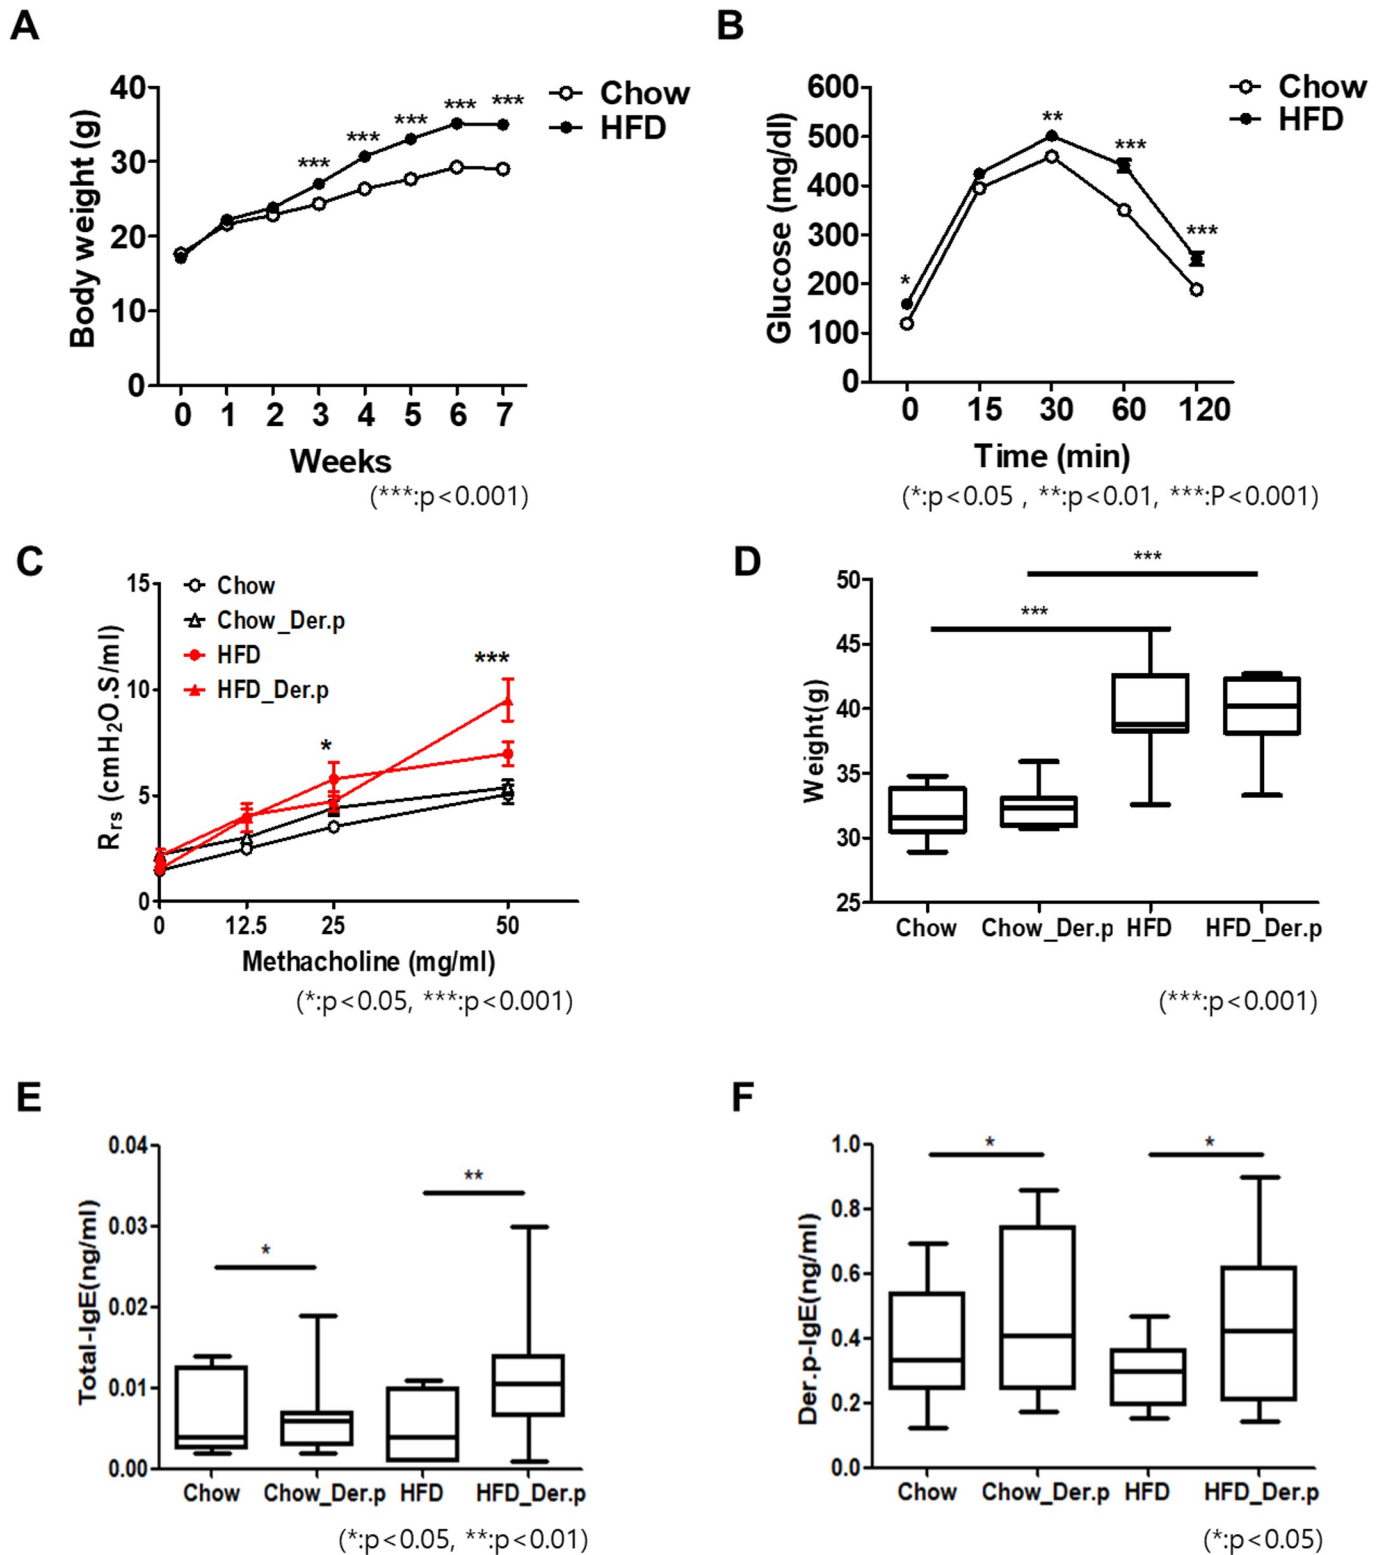 A
Body weight (g)
40
30
20
10
0
*** *** *** *** ***
Chow
HFD
0 1 2 3 4 5 6 7
Weeks
(***:p<0.001)
B
Glucose (mg/dl)
600
500
400
300
200
100
0
* ** *** ***
Chow
HFD
0 15 30 60 120
Time (min)
(*:p<0.05 , **:p<0.01, ***:P<0.001)
C
Rrs (cmH2O.S/ml)
15
10
5
0
Chow
Chow_Der.p
HFD
HFD_Der.p
* ***
0 12.5 25 50
Methacholine (mg/ml)
(*:p<0.05, ***:p<0.001)
D
Weight(g)
50
45
40
35
30
25
***
***
Chow Chow_Der.p HFD HFD_Der.p
(***:p<0.001)
E
Total-IgE(ng/ml)
0.04
0.03
0.02
0.01
0.00
* **
Chow Chow_Der.p HFD HFD_Der.p
(*:p<0.05, **:p<0.01)
F
Der.p-IgE(ng/ml)
1.0
0.8
0.6
0.4
0.2
0.0
* *
Chow Chow_Der.p HFD HFD_Der.p
(*:p<0.05)